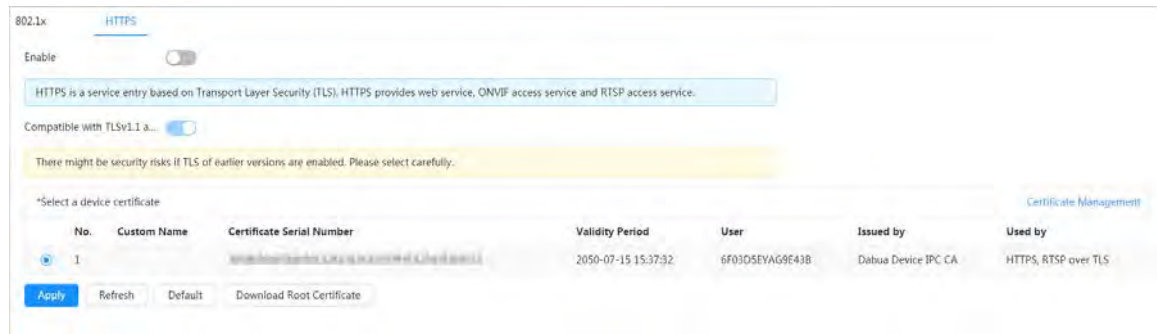 802.1x HTTPS
Enable
HTTPS is a service entry based on Transport Layer Security (TLS). HTTPS provides web service, ONVIF access service and RTSP access service.
Compatible with TLSv1.1 a...
There might be security risks if TLS of earlier versions are enabled. Please select carefully.
*Select a device certificate Certificate Management
No. Custom Name Certificate Serial Number Validity Period User Issued by Used by
1 2050-07-15 15:37:32 6F03D5EYAG9E43B Dabua Device IPC CA HTTPS, RTSP over TLS
Apply Refresh Default Download Root Certificate